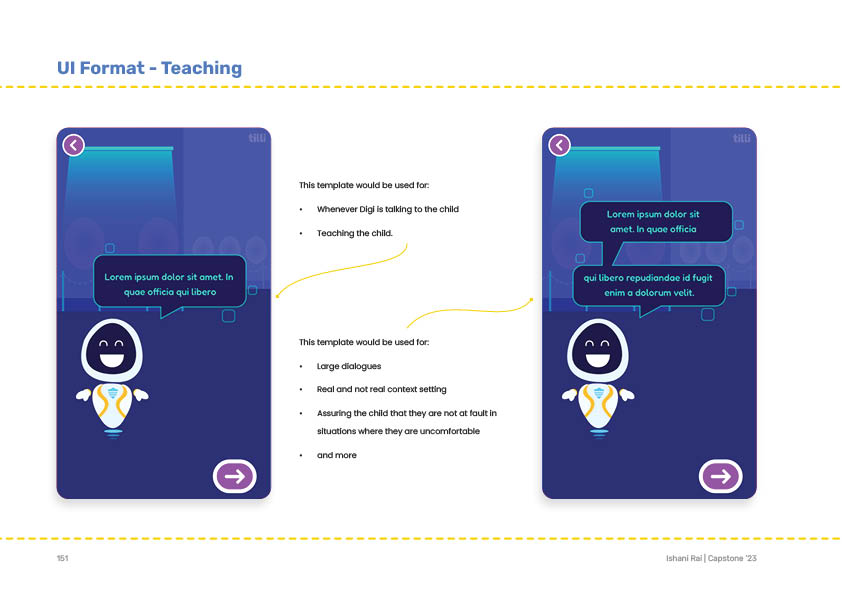 UI Format - Teaching
tilli
Lorem ipsum dolor sit amet. In
quae officia qui libero
This template would be used for:
• Whenever Digi is talking to the child
• Teaching the child.
This template would be used for:
• Large dialogues
• Real and not real context setting
• Assuring the child that they are not at fault in
situations where they are uncomfortable
• and more
tilli
Lorem ipsum dolor sit
amet. In quae officia
qui libero repudiandae id fugit
enim a dolorum velit.
151
Ishani Rai | Capstone '23